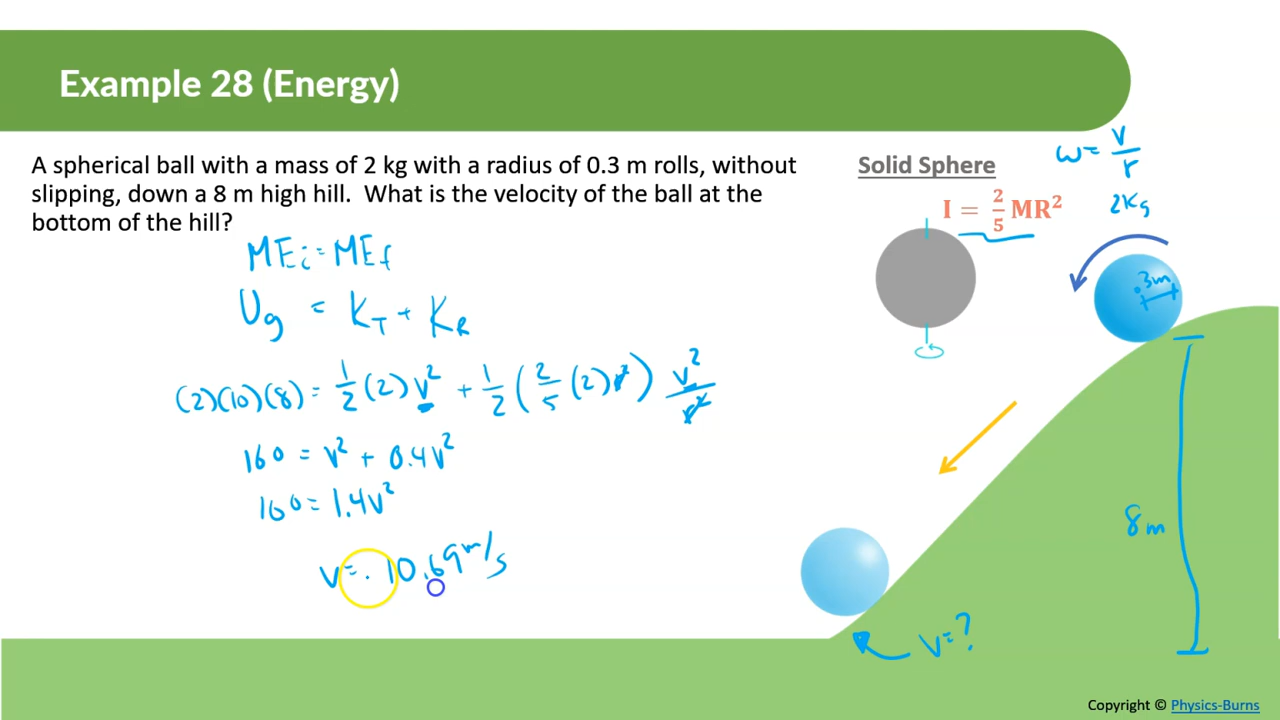 Example 28 (Energy)
A spherical ball with a mass of 2 kg with a radius of 0.3 m rolls, without
slipping, down a 8 m high hill. What is the velocity of the ball at the
bottom of the hill?
MEi = MEf
Ug = KT + KR
(2)(10)(8) = 1/2 (2) v² + 1/2 (2/5 (2) r²) v²/r²
160 = v² + 0.4v²
160 = 1.4v²
v = . 10.69 m/s
Solid Sphere
I = 2/5 MR²
ω = v/r
2kg
.3m
8m
v=?
Copyright © Physics-Burns